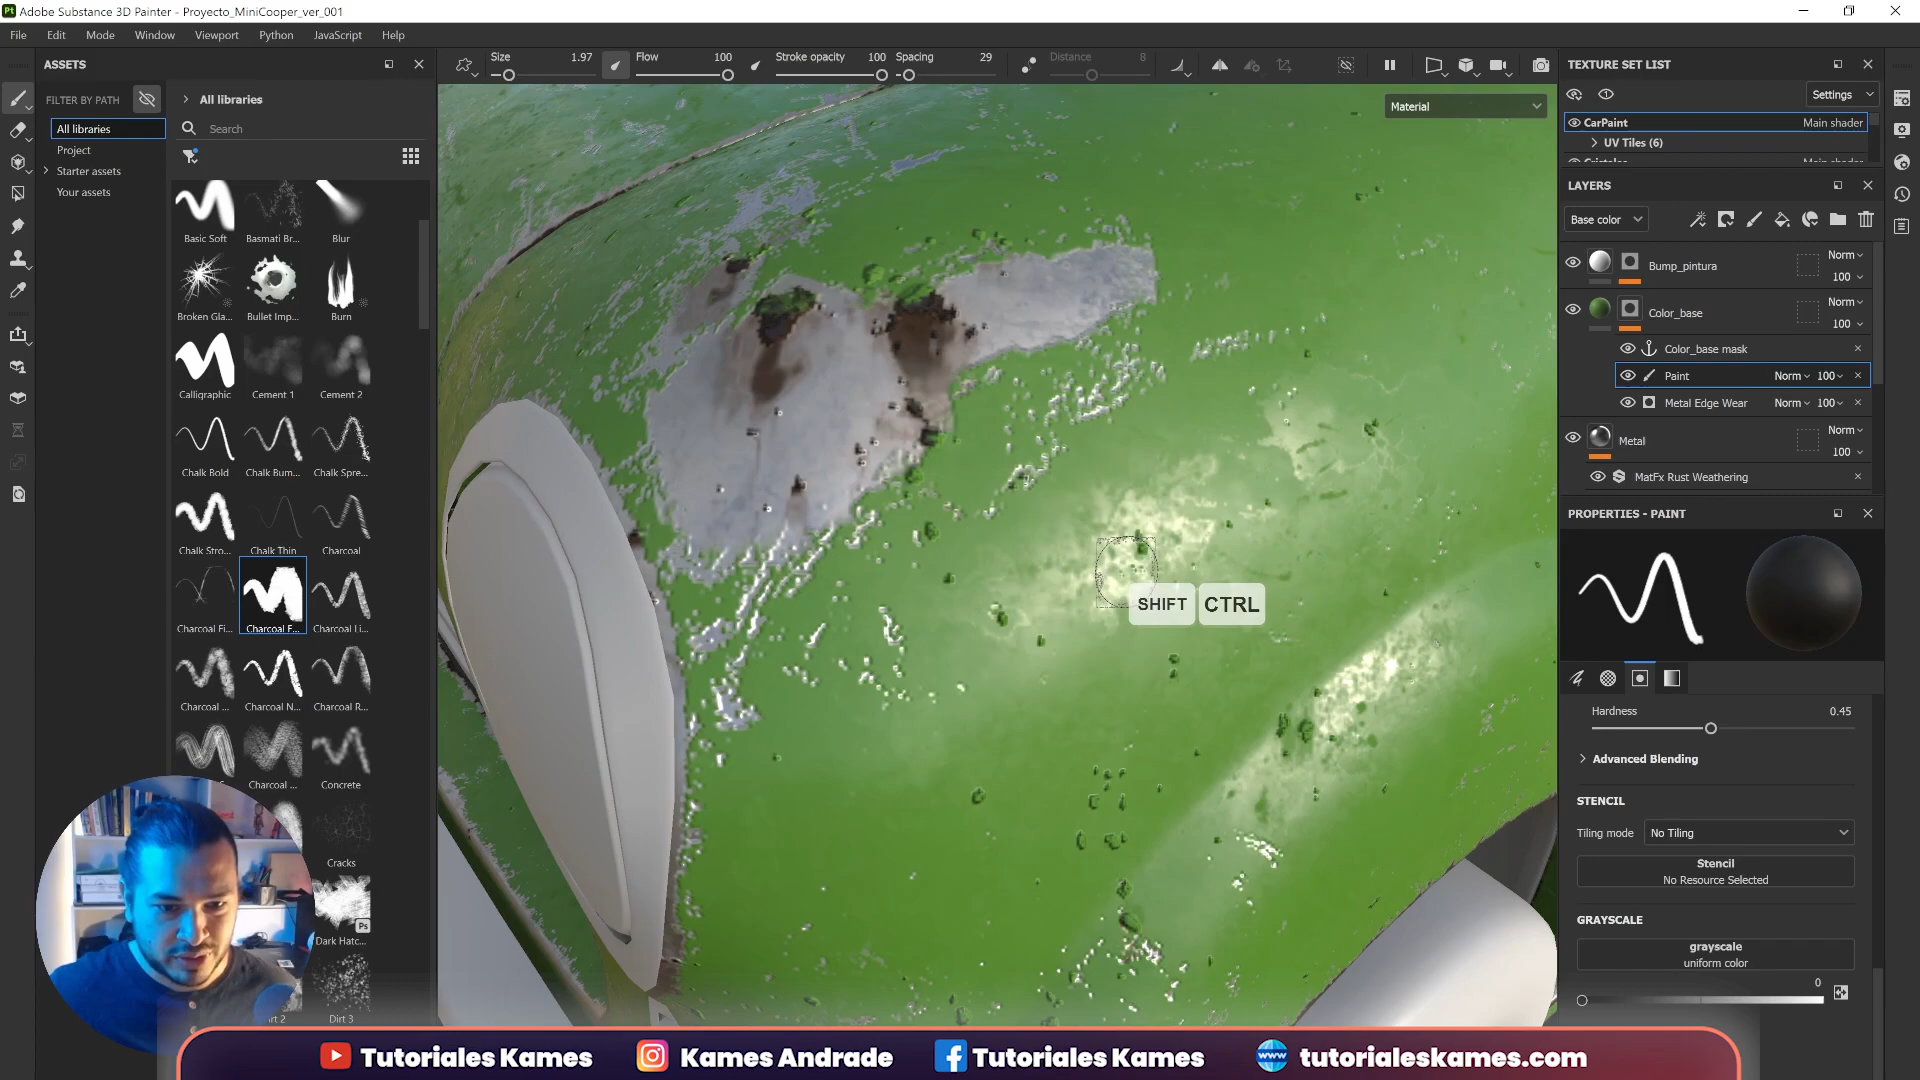 Adobe Substance 3D Painter - Proyecto_MiniCooper_ver_001
File Edit Mode Window Viewport Python JavaScript Help
ASSETS
FILTER BY PATH
All libraries
Project
Starter assets
Your assets
All libraries
Search
Basic Soft Basmati Br... Blur
Broken Gla... Bullet Imp... Burn
Calligraphic Cement 1 Cement 2
Chalk Bold Chalk Bum... Chalk Spre...
Chalk Stro... Chalk Thin Charcoal
Charcoal Fi... Charcoal F... Charcoal Li...
Charcoal ... Charcoal N... Charcoal R...
Charcoal ... Concrete
Cracks
Dark Hatc...
Ps
Dirt 3
Size 1.97 Flow 100 Stroke opacity 100 Spacing 29 Distance 8
Material
SHIFT CTRL
TEXTURE SET LIST
Settings
CarPaint Main shader
UV Tiles (6)
LAYERS
Base color
Bump_pintura Norm 100
Color_base Norm 100
Color_base mask
Paint Norm 100
Metal Edge Wear Norm 100
Metal Norm 100
MatFx Rust Weathering
PROPERTIES - PAINT
Hardness 0.45
Advanced Blending
STENCIL
Tiling mode No Tiling
Stencil
No Resource Selected
GRAYSCALE
grayscale
uniform color
0
Tutoriales Kames Kames Andrade Tutoriales Kames www tutorialeskames.com